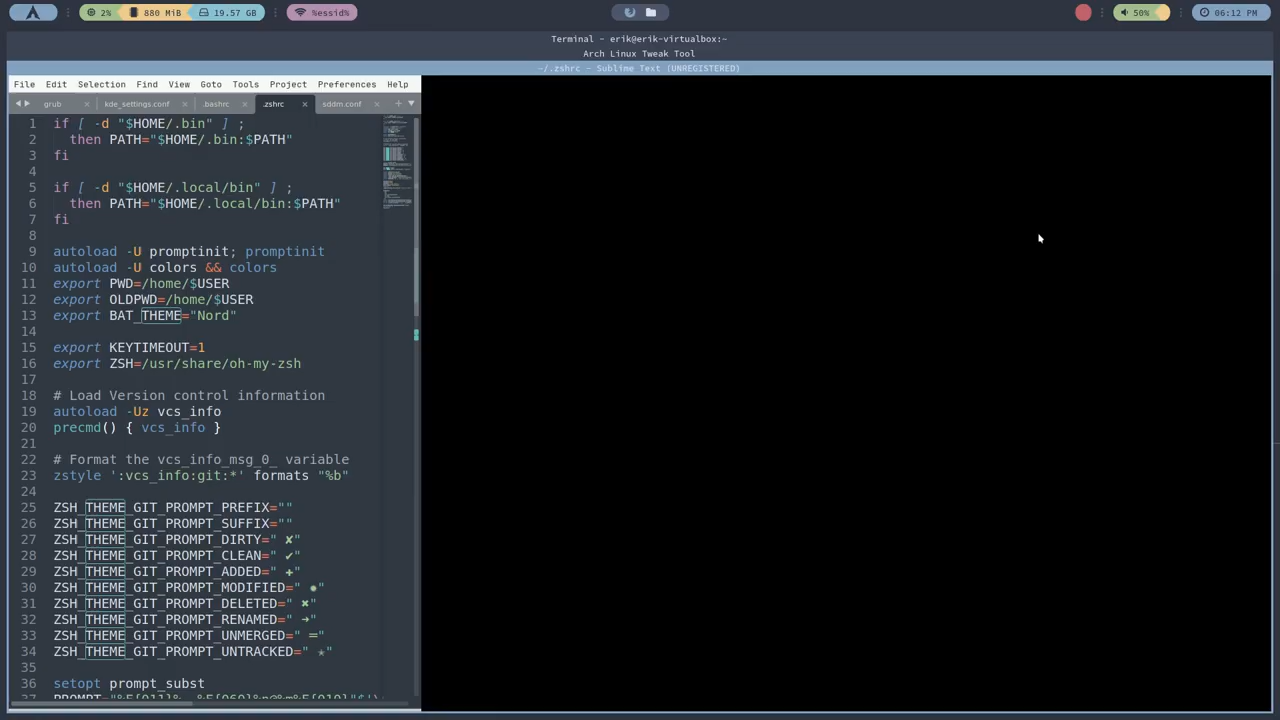 2% 880 MiB 19.57 GB %essid% 50% 06:12 PM
Terminal - erik@erik-virtualbox:~
Arch Linux Tweak Tool
~/.zshrc - Sublime Text (UNREGISTERED)
File Edit Selection Find View Goto Tools Project Preferences Help
grub kde_settings.conf .bashrc .zshrc sddm.conf
1 if [ -d "$HOME/.bin" ] ;
2 then PATH="$HOME/.bin:$PATH"
3 fi
4
5 if [ -d "$HOME/.local/bin" ] ;
6 then PATH="$HOME/.local/bin:$PATH"
7 fi
8
9 autoload -U promptinit; promptinit
10 autoload -U colors && colors
11 export PWD=/home/$USER
12 export OLDPWD=/home/$USER
13 export BAT_THEME="Nord"
14
15 export KEYTIMEOUT=1
16 export ZSH=/usr/share/oh-my-zsh
17
18 # Load Version control information
19 autoload -Uz vcs_info
20 precmd() { vcs_info }
21
22 # Format the vcs_info_msg_0_ variable
23 zstyle ':vcs_info:git:*' formats "%b"
24
25 ZSH_THEME_GIT_PROMPT_PREFIX=""
26 ZSH_THEME_GIT_PROMPT_SUFFIX=""
27 ZSH_THEME_GIT_PROMPT_DIRTY=" ✘"
28 ZSH_THEME_GIT_PROMPT_CLEAN=" ✔"
29 ZSH_THEME_GIT_PROMPT_ADDED=" ✚"
30 ZSH_THEME_GIT_PROMPT_MODIFIED=" ✹"
31 ZSH_THEME_GIT_PROMPT_DELETED=" ✖"
32 ZSH_THEME_GIT_PROMPT_RENAMED=" ➜"
33 ZSH_THEME_GIT_PROMPT_UNMERGED=" ═"
34 ZSH_THEME_GIT_PROMPT_UNTRACKED=" ✭"
35
36 setopt prompt_subst
37